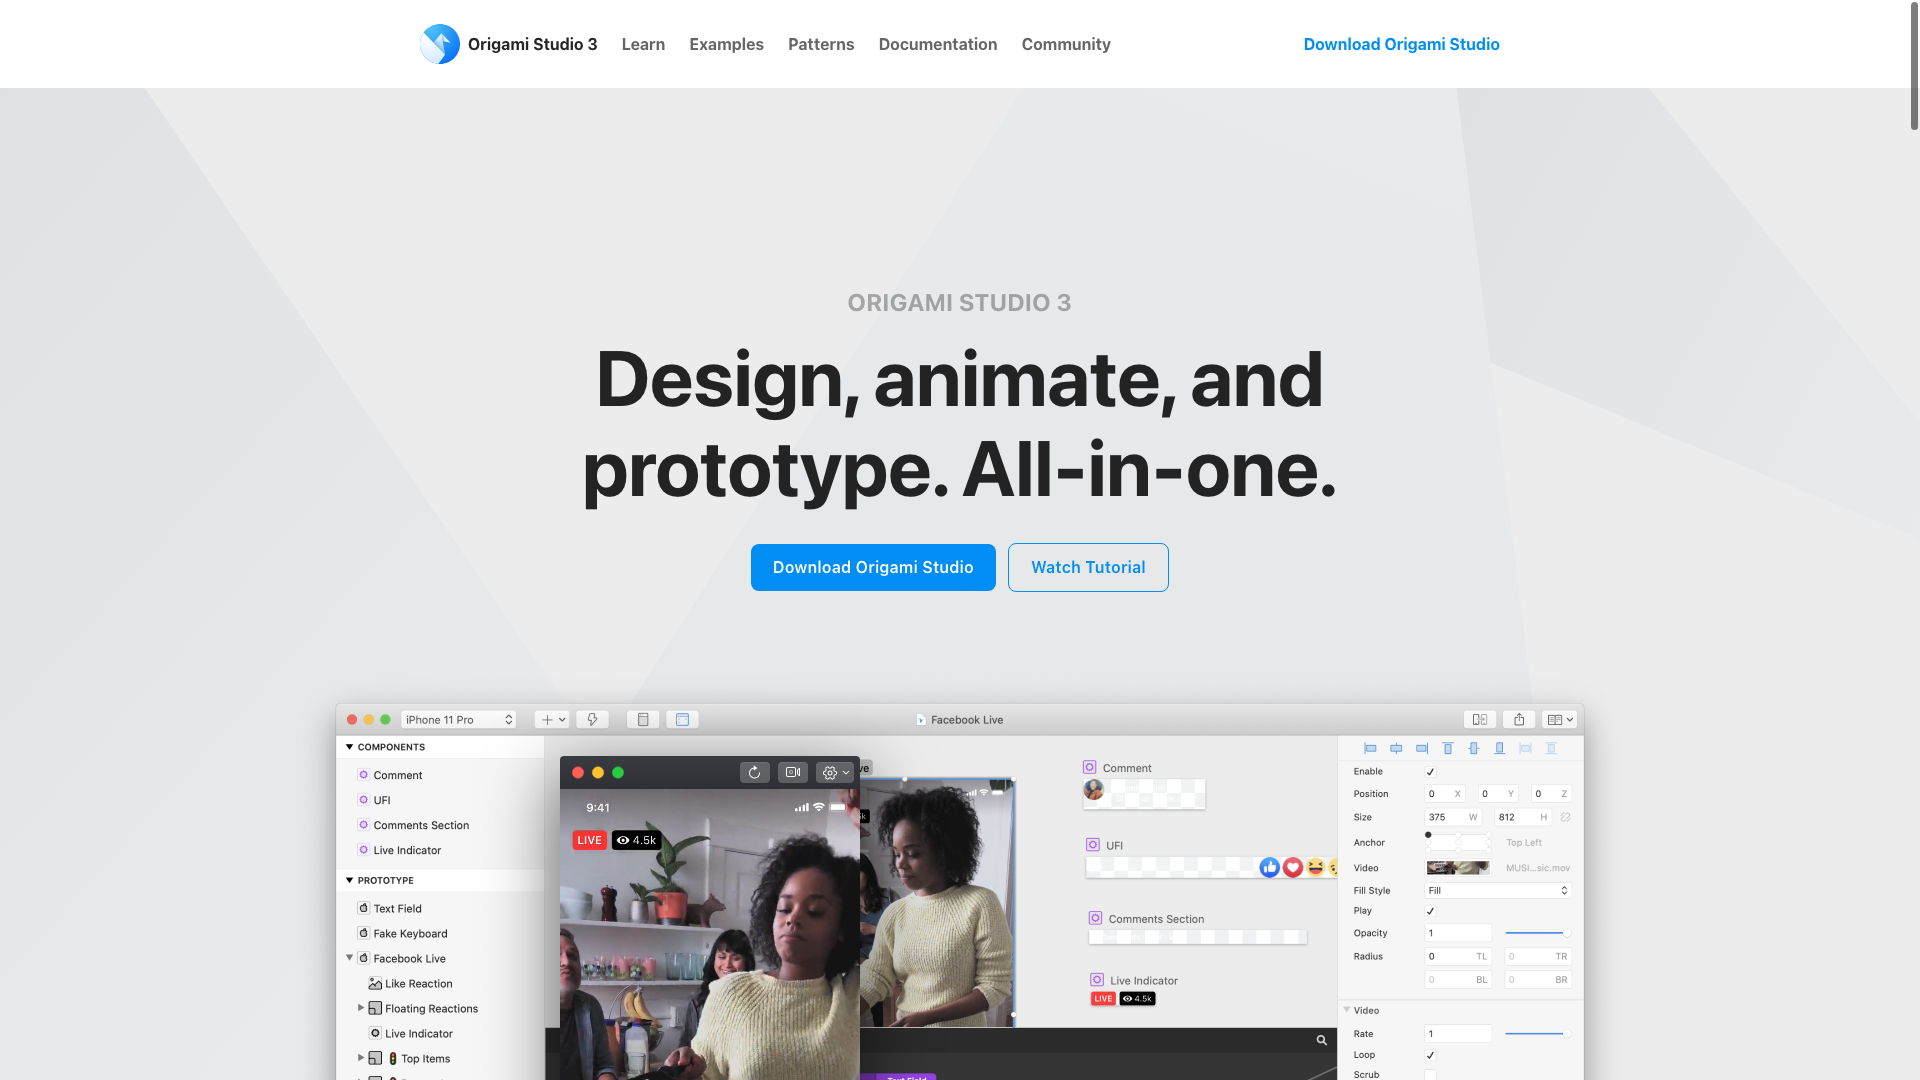 Origami Studio 3
Learn
Examples
Patterns
Documentation
Community
Download Origami Studio
ORIGAMI STUDIO 3
Design, animate, and
prototype. All-in-one.
Download Origami Studio
Watch Tutorial
iPhone 11 Pro
Facebook Live
COMPONENTS
Comment
UFI
Comments Section
Live Indicator
PROTOTYPE
Text Field
Fake Keyboard
Facebook Live
Like Reaction
Floating Reactions
Live Indicator
Top Items
9:41
LIVE
4.5k
Comment
UFI
Comments Section
Live Indicator
LIVE
4.5k
Text Field
Enable
Position
0 X
0 Y
0 Z
Size
375 W
812 H
Anchor
Top Left
Video
MUSI...sic.mov
Fill Style
Fill
Play
Opacity
1
Radius
0 TL
0 TR
0 BL
0 BR
Video
Rate
1
Loop
Scrub